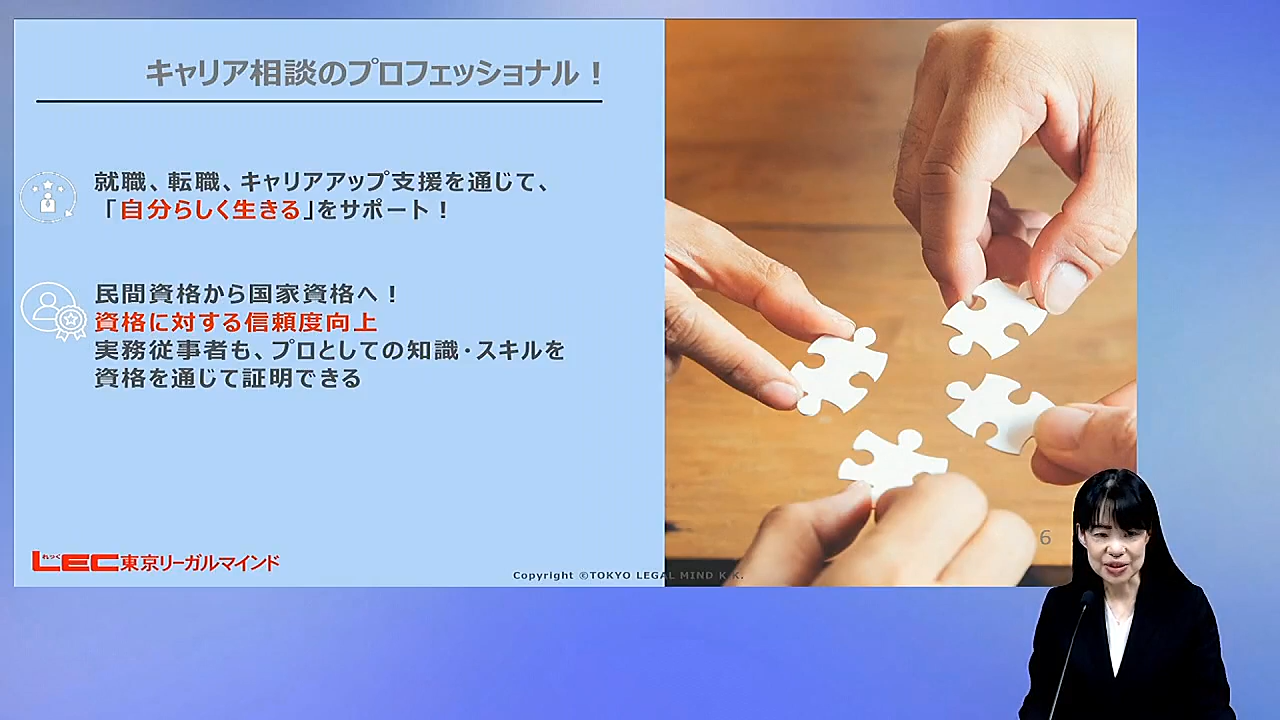 キャリア相談のプロフェッショナル！
就職、転職、キャリアアップ支援を通じて、
「自分らしく生きる」をサポート！
民間資格から国家資格へ！
資格に対する信頼度向上
実務従事者も、プロとしての知識・スキルを
資格を通じて証明できる
6
れっく
LEC東京リーガルマインド
Copyright ©TOKYO LEGAL MIND K.K.